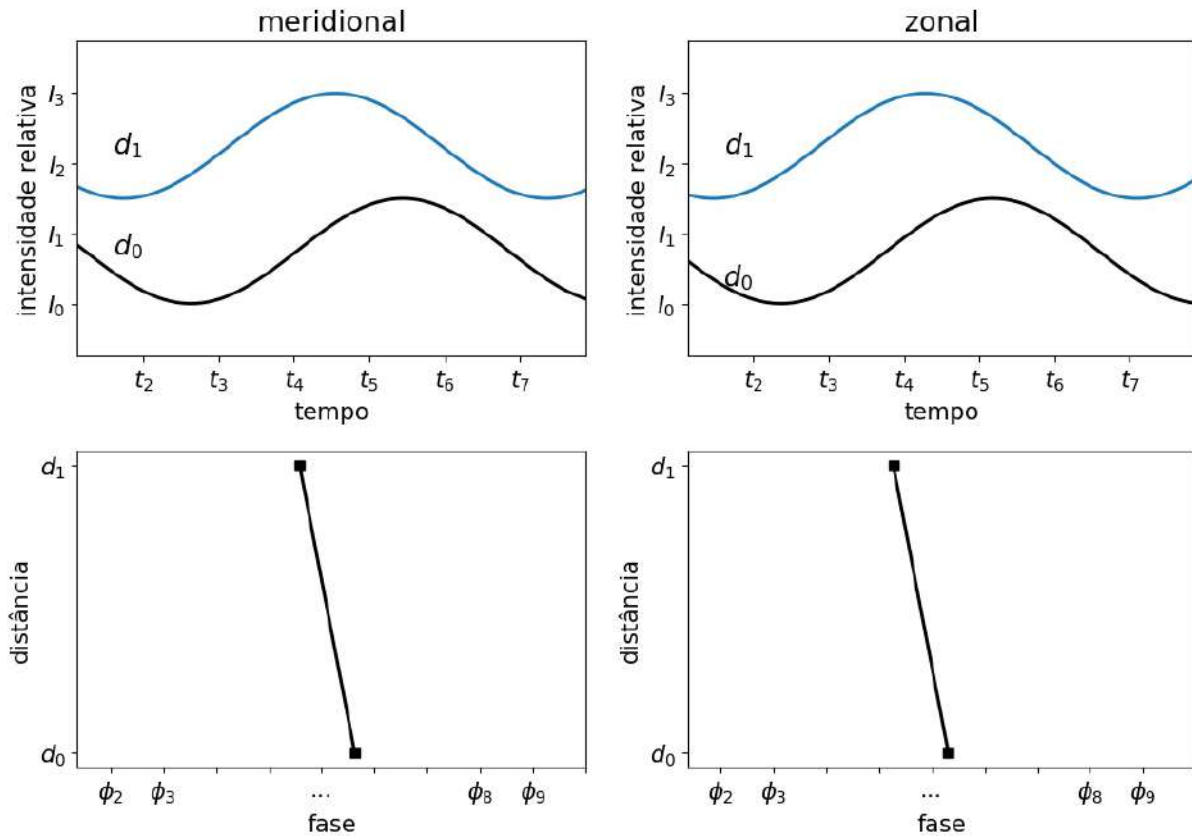 meridional
intensidade relativa
I₃
I₂
I₁
I₀
d₁
d₀
t₂ t₃ t₄ t₅ t₆ t₇
tempo
zonal
intensidade relativa
I₃
I₂
I₁
I₀
d₁
d₀
t₂ t₃ t₄ t₅ t₆ t₇
tempo
distância
d₁
d₀
ϕ₂ ϕ₃ ... ϕ₈ ϕ₉
fase
distância
d₁
d₀
ϕ₂ ϕ₃ ... ϕ₈ ϕ₉
fase